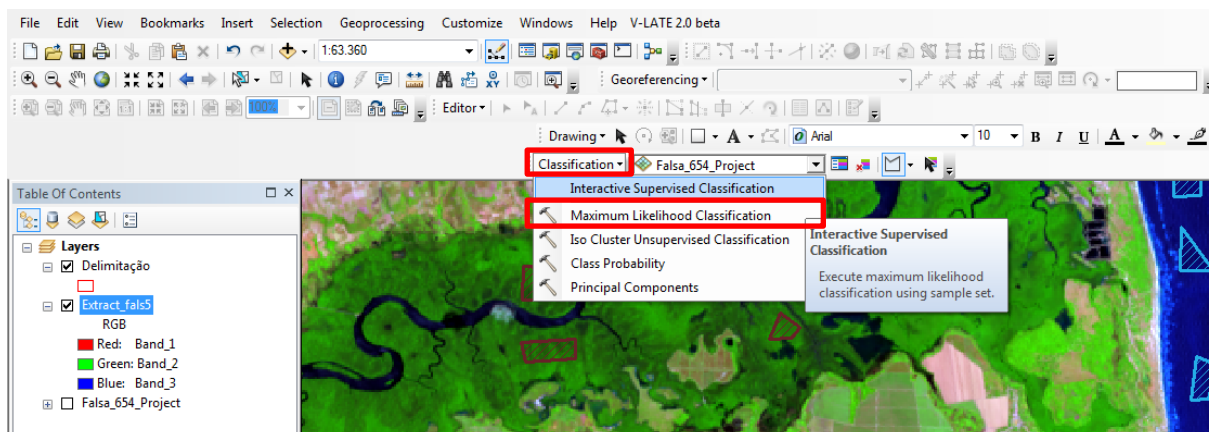 File Edit View Bookmarks Insert Selection Geoprocessing Customize Windows Help V-LATE 2.0 beta
1:63.360
Georeferencing
100% Editor
Drawing A Arial 10 B I U A
Classification Falsa_654_Project
Table Of Contents
Interactive Supervised Classification
Maximum Likelihood Classification
Iso Cluster Unsupervised Classification
Class Probability
Principal Components
Interactive Supervised
Classification
Execute maximum likelihood
classification using sample set.
Layers
Delimitação
Extract_fals5
RGB
Red: Band_1
Green: Band_2
Blue: Band_3
Falsa_654_Project